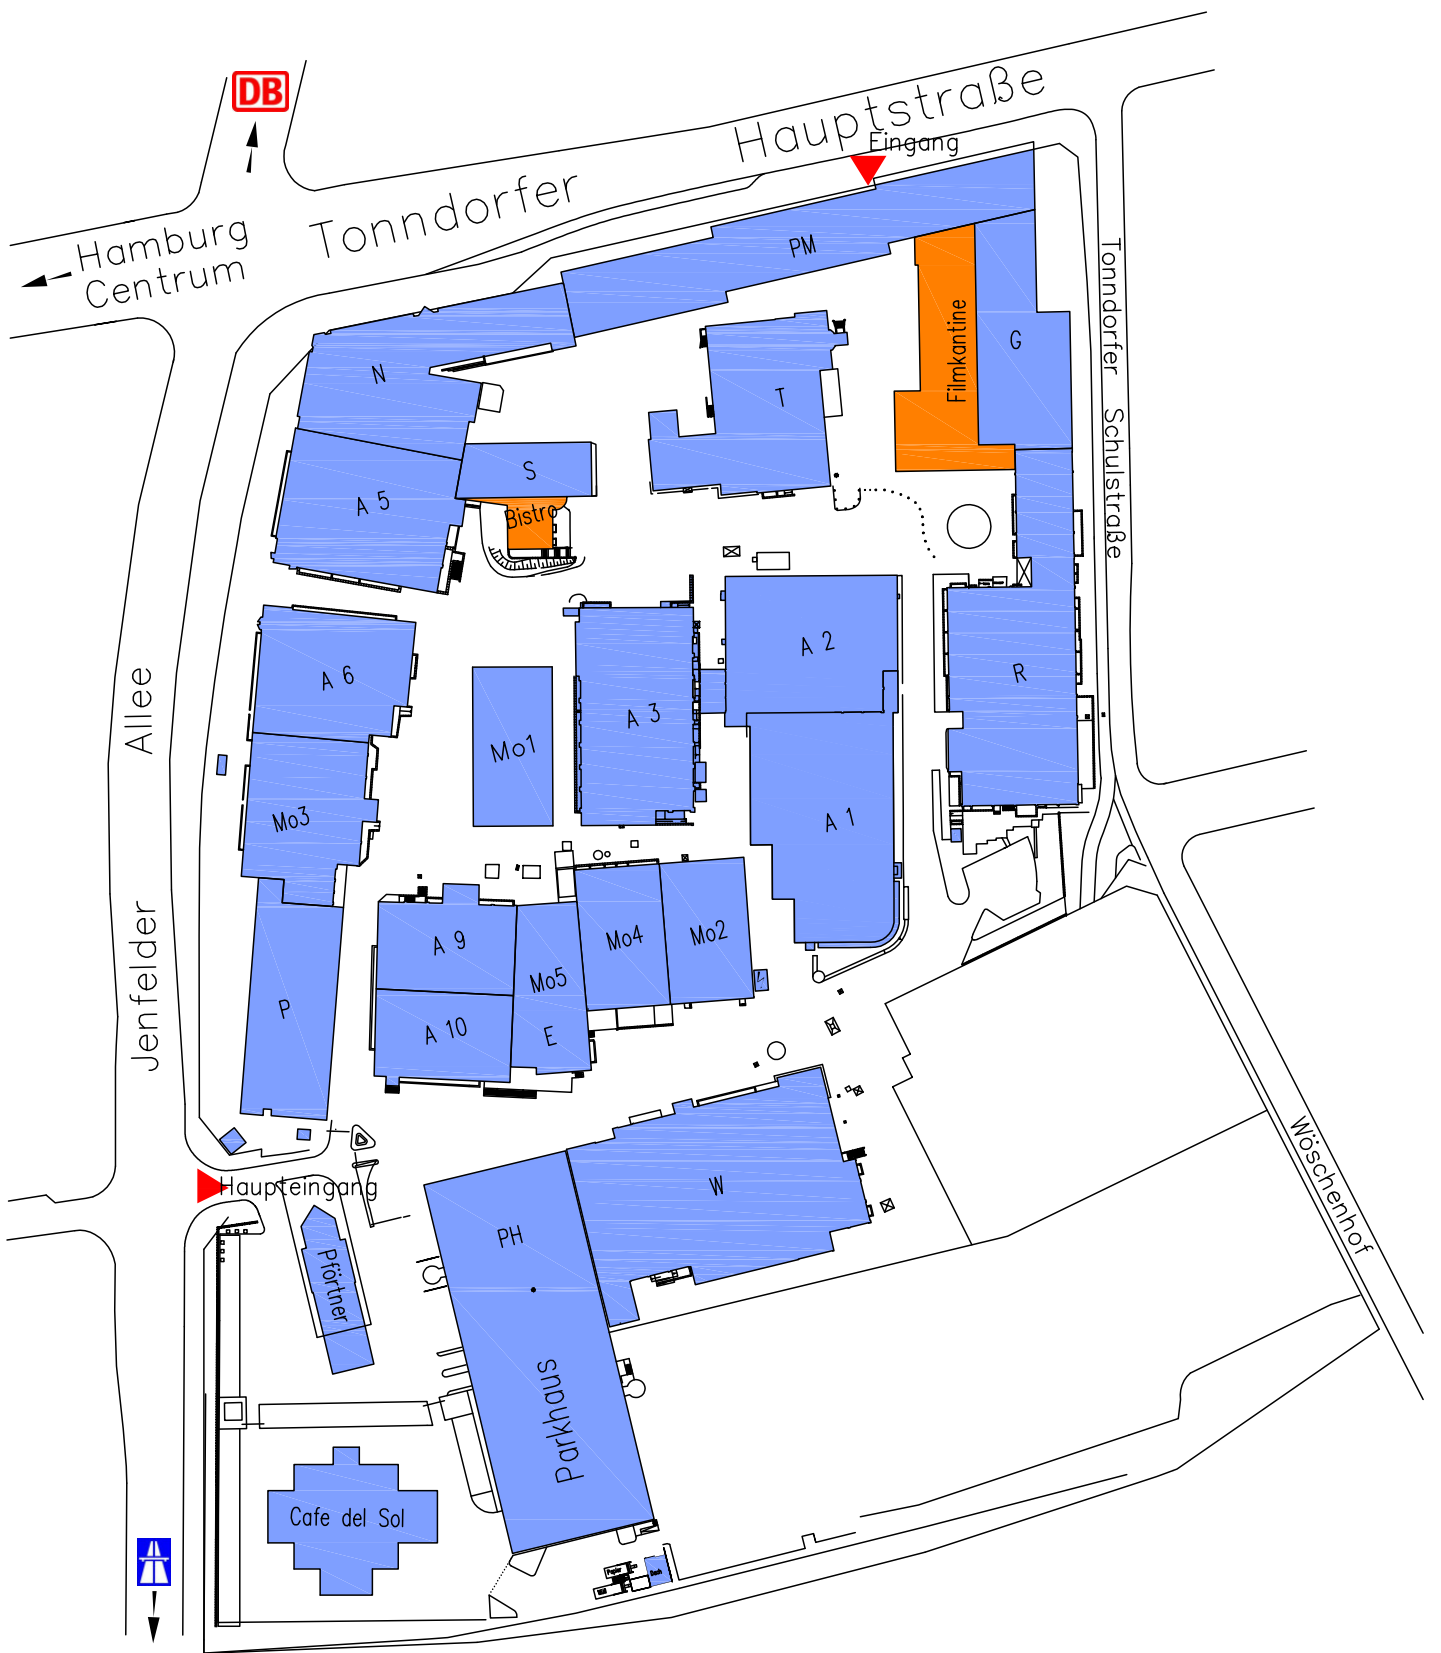 DB
Hauptstraße
Eingang
Tonndorfer
Hamburg
Centrum
PM
Tonndorfer Schulstraße
Filmkantine
G
N
T
S
A 5
Bistro
A 2
A 6
R
A 3
Allee
Mo1
Mo3
A 1
Jenfelder
A 9
Mo4
Mo2
Mo5
P
A 10
E
Wöschenhof
Haupteingang
W
PH
Pförtner
Parkhaus
Cafe del Sol